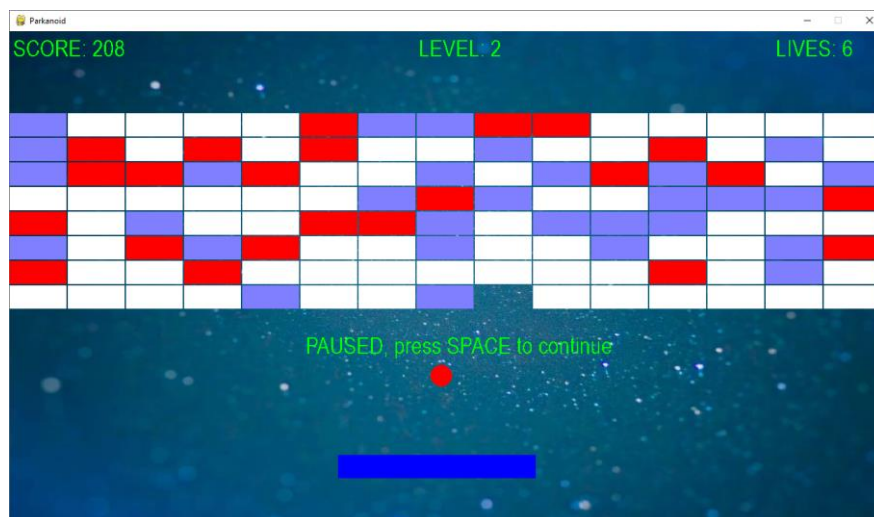 Parkanoid
SCORE: 208 LEVEL: 2 LIVES: 6
PAUSED, press SPACE to continue